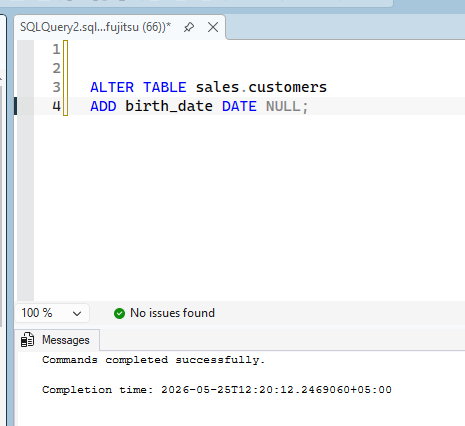 SQLQuery2.sql...fujitsu (66))*
1
2
3 ALTER TABLE sales.customers
4 ADD birth_date DATE NULL;
100 %
No issues found
Messages
Commands completed successfully.
Completion time: 2026-05-25T12:20:12.2469060+05:00